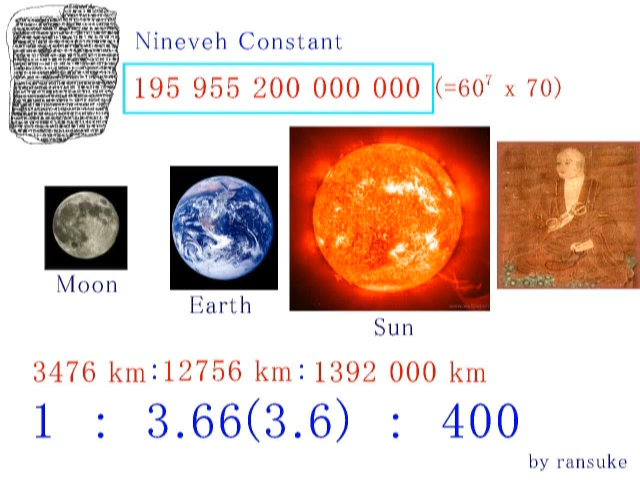 Nineveh Constant
195 955 200 000 000 (=60⁷ x 70)
Moon
Earth
Sun
3476 km:12756 km:1392 000 km
1 : 3.66(3.6) : 400
by ransuke